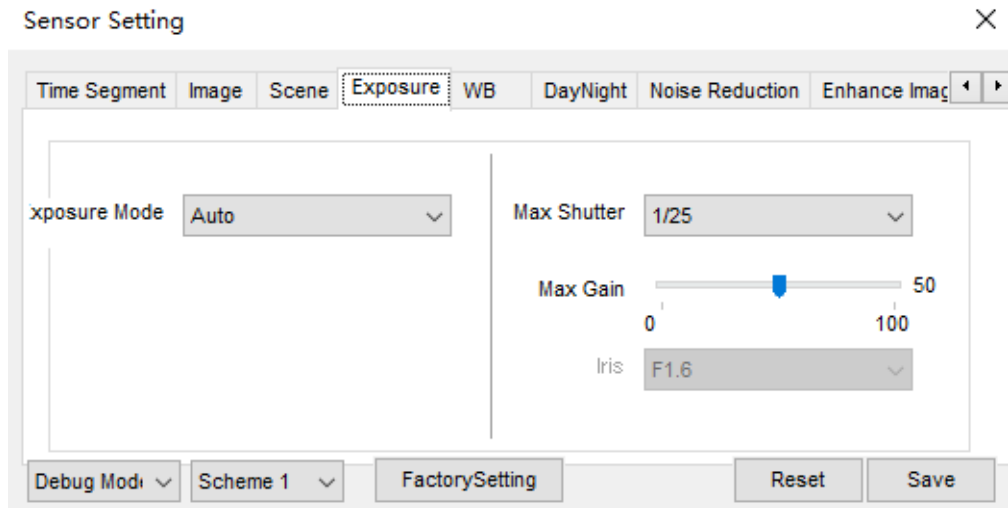 Sensor Setting
Time Segment Image Scene Exposure WB DayNight Noise Reduction Enhance Imag
xposure Mode Auto Max Shutter 1/25
Max Gain 50
0 100
Iris F1.6
Debug Mod Scheme 1 FactorySetting Reset Save